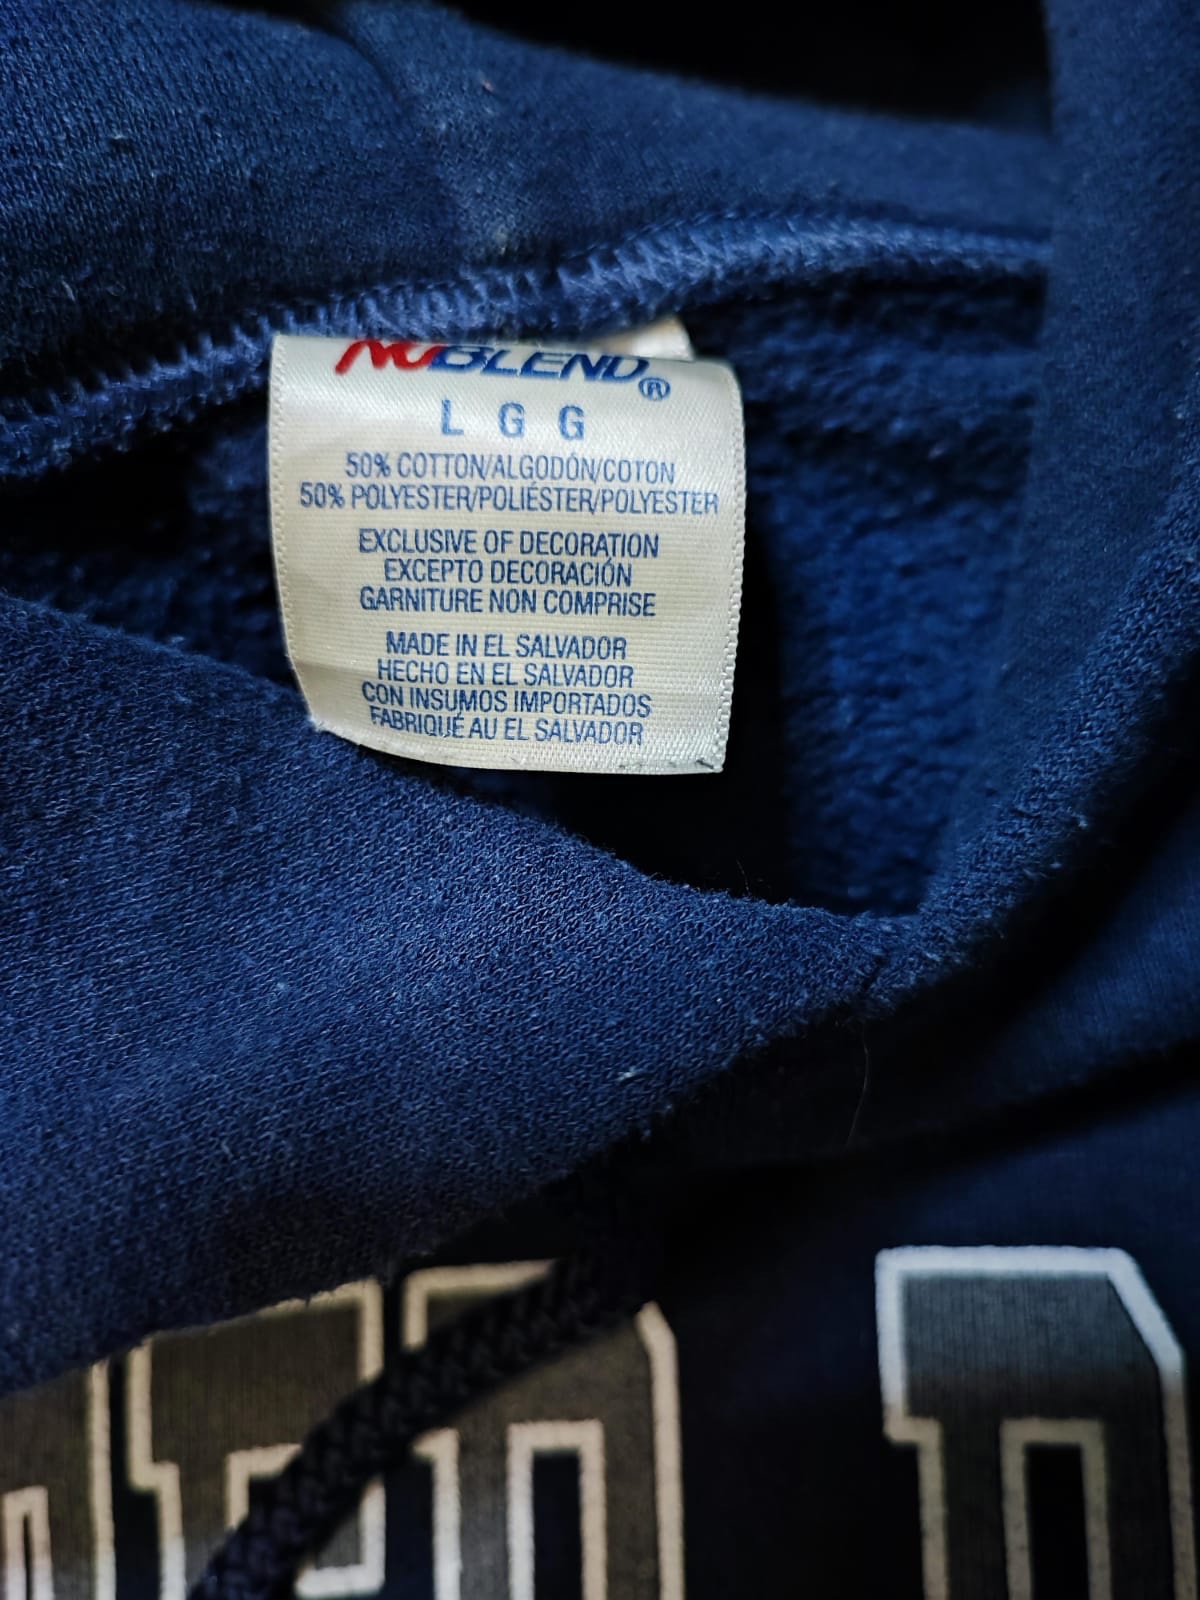 NUBLEND®
L G G
50% COTTON/ALGODÓN/COTON
50% POLYESTER/POLIÉSTER/POLYESTER
EXCLUSIVE OF DECORATION
EXCEPTO DECORACIÓN
GARNITURE NON COMPRISE
MADE IN EL SALVADOR
HECHO EN EL SALVADOR
CON INSUMOS IMPORTADOS
FABRIQUÉ AU EL SALVADOR